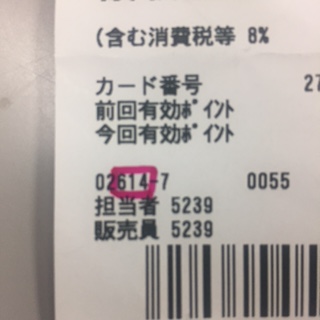 (含む消費税等 8%
カード番号 27
前回有効ﾎﾟｲﾝﾄ
今回有効ﾎﾟｲﾝﾄ
02614-7 0055
担当者 5239
販売員 5239